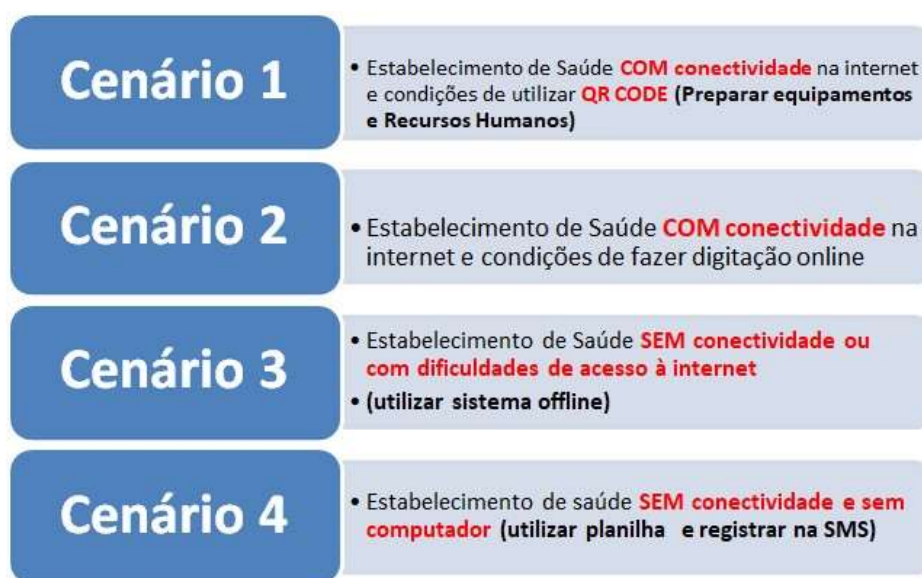 Cenário 1
• Estabelecimento de Saúde COM conectividade na internet
e condições de utilizar QR CODE (Preparar equipamentos
e Recursos Humanos)
Cenário 2
• Estabelecimento de Saúde COM conectividade na
internet e condições de fazer digitação online
Cenário 3
• Estabelecimento de Saúde SEM conectividade ou
com dificuldades de acesso à internet
• (utilizar sistema offline)
Cenário 4
• Estabelecimento de saúde SEM conectividade e sem
computador (utilizar planilha e registrar na SMS)